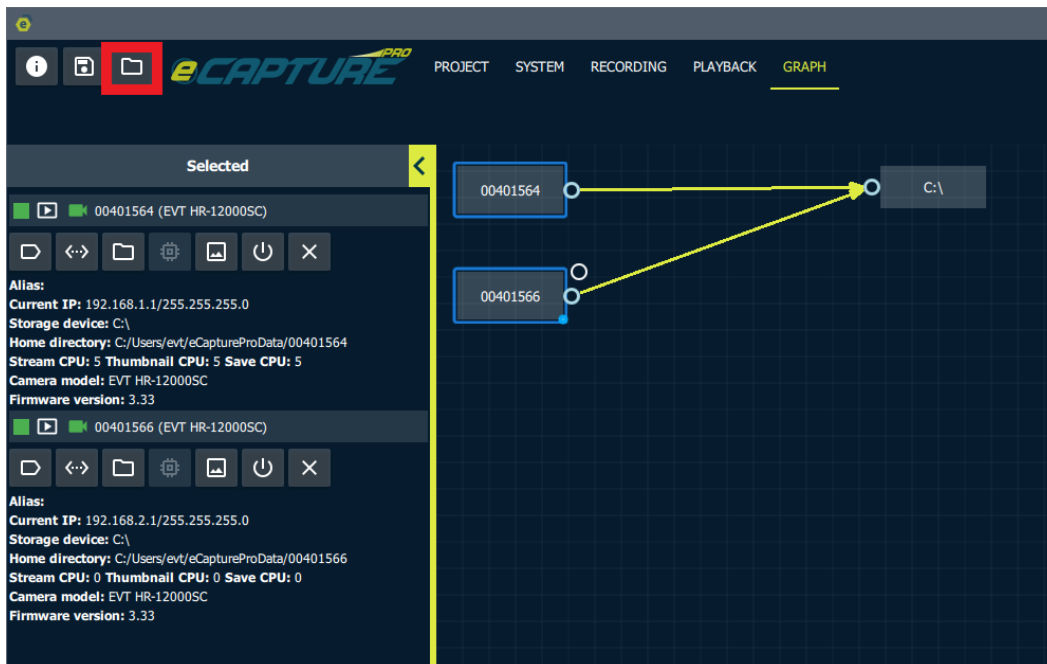 e
eCAPTURE PRO
PROJECT SYSTEM RECORDING PLAYBACK GRAPH
Selected
00401564 (EVT HR-12000SC)
Alias:
Current IP: 192.168.1.1/255.255.255.0
Storage device: C:\
Home directory: C:/Users/evt/eCaptureProData/00401564
Stream CPU: 5 Thumbnail CPU: 5 Save CPU: 5
Camera model: EVT HR-12000SC
Firmware version: 3.33
00401566 (EVT HR-12000SC)
Alias:
Current IP: 192.168.2.1/255.255.255.0
Storage device: C:\
Home directory: C:/Users/evt/eCaptureProData/00401566
Stream CPU: 0 Thumbnail CPU: 0 Save CPU: 0
Camera model: EVT HR-12000SC
Firmware version: 3.33
00401564
C:\
00401566